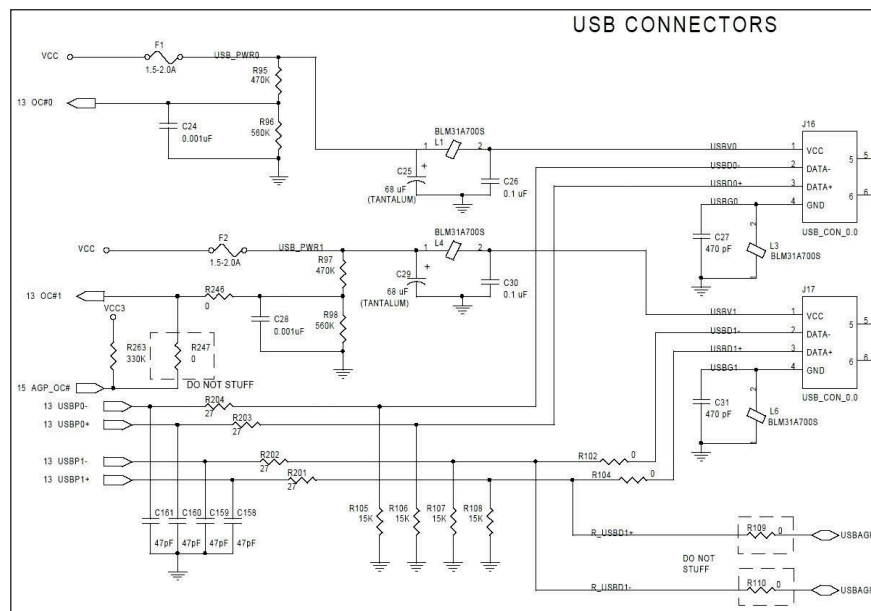 USB CONNECTORS
VCC
F1
1.5-2.0A
USB_PWR0
R95
470K
13 OC#0
C24
0.001uF
R96
560K
BLM31A700S
1 L1 2
C25
68 uF
(TANTALUM)
C26
0.1 uF
USBV0
USBD0-
USBD0+
USBG0
J16
1 VCC
2 DATA-
3 DATA+
4 GND
5 5
6 6
USB_CON_0.0
C27
470 pF
2
L3
BLM31A700S
1
VCC
F2
1.5-2.0A
USB_PWR1
R97
470K
BLM31A700S
1 L4 2
C29
68 uF
(TANTALUM)
C30
0.1 uF
13 OC#1
R246
0
C28
0.001uF
R98
560K
VCC3
R263
330K
R247
0
DO NOT STUFF
15 AGP_OC#
USBV1
USBD1-
USBD1+
USBG1
J17
1 VCC
2 DATA-
3 DATA+
4 GND
5 5
6 6
USB_CON_0.0
C31
470 pF
2
L6
BLM31A700S
1
13 USBP0-
R204
27
13 USBP0+
R203
27
13 USBP1-
R202
27
13 USBP1+
R201
27
R102 0
R104 0
C161 C160 C159 C158
47pF 47pF 47pF 47pF
R105 R106 R107 R108
15K 15K 15K 15K
R_USBD1+
R109 0
DO NOT
STUFF
R_USBD1-
R110 0